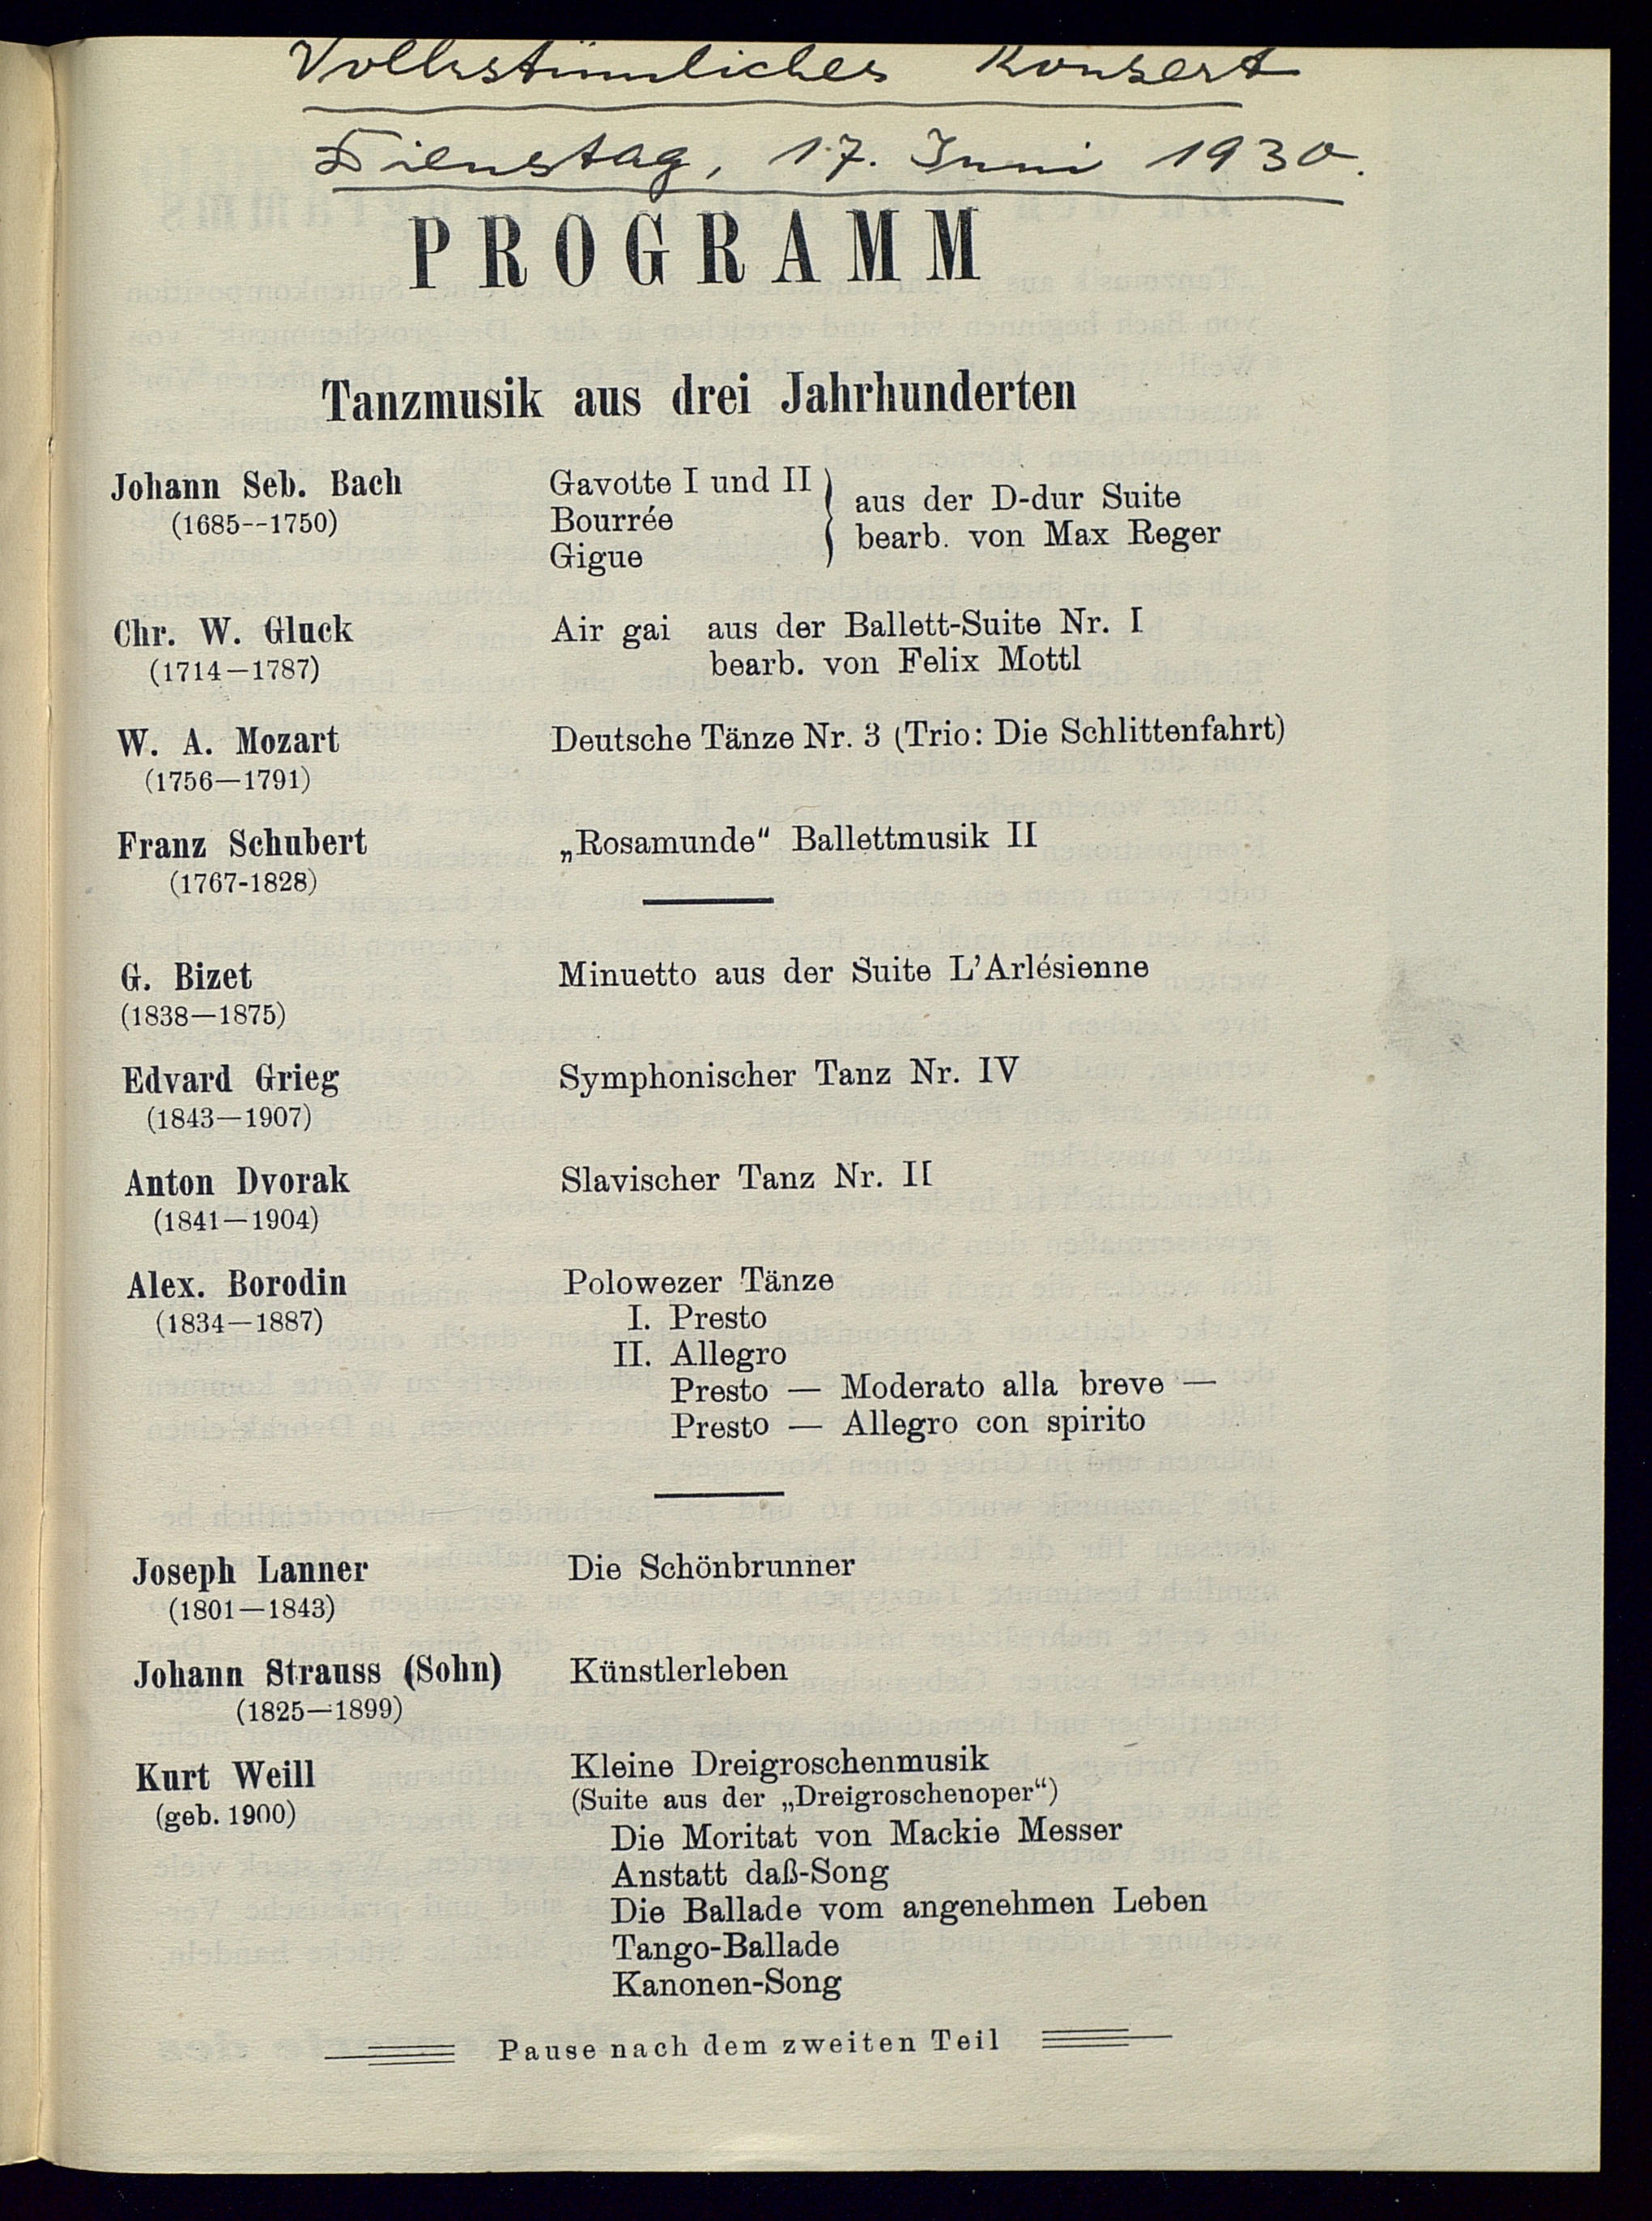 Volkstümliches Konzert
Dienstag, 17. Juni 1930.
PROGRAMM
Tanzmusik aus drei Jahrhunderten
Johann Seb. Bach
(1685--1750)
Gavotte I und II
Bourrée
Gigue
aus der D-dur Suite
bearb. von Max Reger
Chr. W. Gluck
(1714—1787)
Air gai aus der Ballett-Suite Nr. I
bearb. von Felix Mottl
W. A. Mozart
(1756—1791)
Deutsche Tänze Nr. 3 (Trio: Die Schlittenfahrt)
Franz Schubert
(1767-1828)
„Rosamunde“ Ballettmusik II
G. Bizet
(1838—1875)
Minuetto aus der Suite L'Arlésienne
Edvard Grieg
(1843—1907)
Symphonischer Tanz Nr. IV
Anton Dvorak
(1841—1904)
Slavischer Tanz Nr. II
Alex. Borodin
(1834—1887)
Polowezer Tänze
I. Presto
II. Allegro
Presto — Moderato alla breve —
Presto — Allegro con spirito
Joseph Lanner
(1801—1843)
Die Schönbrunner
Johann Strauss (Sohn)
(1825—1899)
Künstlerleben
Kurt Weill
(geb. 1900)
Kleine Dreigroschenmusik
(Suite aus der „Dreigroschenoper“)
Die Moritat von Mackie Messer
Anstatt daß-Song
Die Ballade vom angenehmen Leben
Tango-Ballade
Kanonen-Song
Pause nach dem zweiten Teil